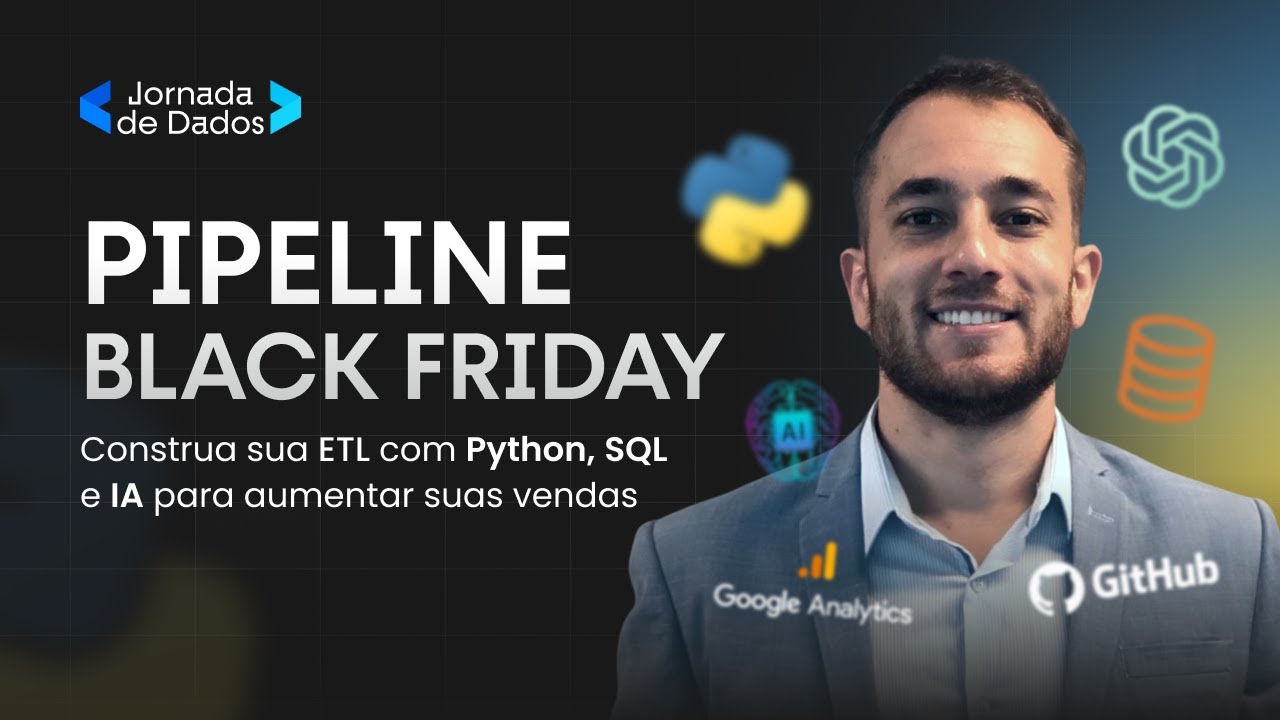 Jornada
de Dados
PIPELINE
BLACK FRIDAY
Construa sua ETL com Python, SQL
e IA para aumentar suas vendas
AI
Google Analytics
GitHub